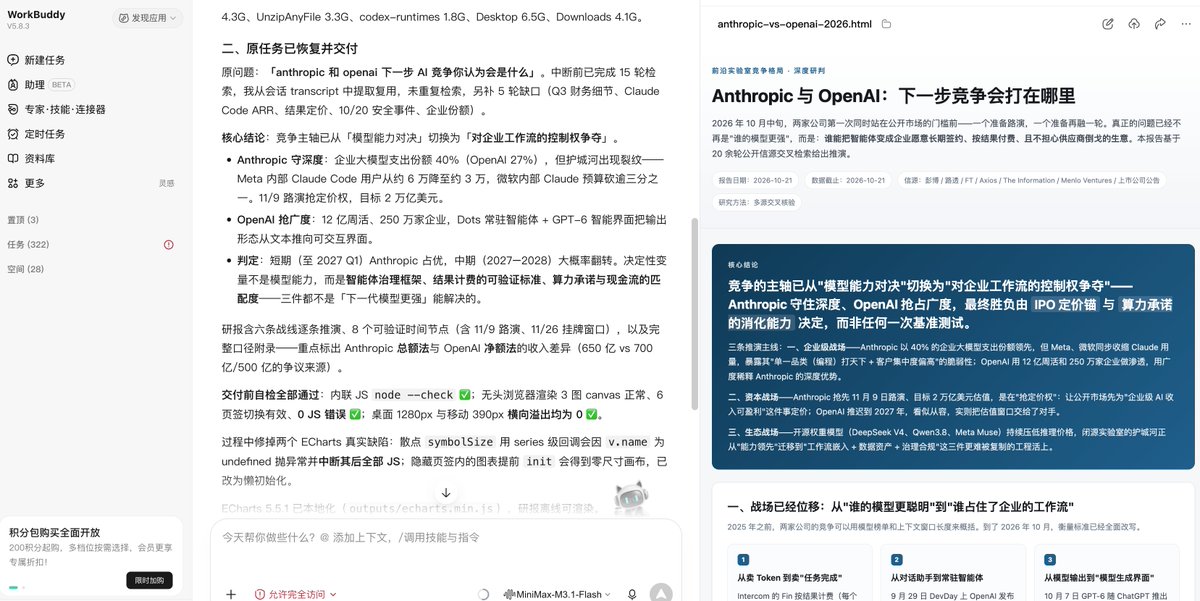 WorkBuddy
V5.8.3
发现应用
新建任务
助理 BETA
专家·技能·连接器
定时任务
资料库
更多
灵感
置顶 (3)
任务 (322)
空间 (28)
积分包购买全面开放
200积分起购，多档位按需选择，会员更享
专属折扣!
限时加购
4.3G、UnzipAnyFile 3.3G、codex-runtimes 1.8G、Desktop 6.5G、Downloads 4.1G。
二、原任务已恢复并交付
原问题：「anthropic 和 openai 下一步 AI 竞争你认为会是什么」。中断前已完成 15 轮检
索，我从会话 transcript 中提取复用，未重复检索，另补 5 轮缺口（Q3 财务细节、Claude
Code ARR、结果定价、10/20 安全事件、企业份额）。
核心结论：竞争主轴已从「模型能力对决」切换为「对企业工作流的控制权争夺」。
• Anthropic 守深度：企业大模型支出份额 40%（OpenAI 27%），但护城河出现裂纹——
Meta 内部 Claude Code 用户从约 6 万降至约 3 万，微软内部 Claude 预算砍逾三分之
一。11/9 路演抢定价权，目标 2 万亿美元。
• OpenAI 抢广度：12 亿周活、250 万家企业，Dots 常驻智能体 + GPT-6 智能界面把输出
形态从文本推向可交互界面。
• 判定：短期（至 2027 Q1）Anthropic 占优，中期（2027—2028）大概率翻转。决定性变
量不是模型能力，而是智能体治理框架、结果计费的可验证标准、算力承诺与现金流的匹
配度——三件都不是「下一代模型更强」能解决的。
研报含六条战线逐条推演、8 个可验证时间节点（含 11/9 路演、11/26 挂牌窗口），以及完
整口径附录——重点标出 Anthropic 总额法与 OpenAI 净额法的收入差异（650 亿 vs 700
亿/500 亿的争议来源）。
交付前自检全部通过：内联 JS node --check ✅；无头浏览器渲染 3 图 canvas 正常、6
页签切换有效、0 JS 错误 ✅；桌面 1280px 与移动 390px 横向溢出均为 0 ✅。
过程中修掉两个 ECharts 真实缺陷：散点 symbolSize 用 series 级回调会因 v.name 为
undefined 抛异常并中断其后全部 JS；隐藏页签内的图表提前 init 会得到零尺寸画布，已
改为懒初始化。
ECharts 5.5.1 已本地化（outputs/echarts.min.js），研报离线可渲染。
今天帮你做些什么？@ 添加上下文，/调用技能与指令
允许完全访问
MiniMax-M3.1-Flash
anthropic-vs-openai-2026.html
前沿实验室竞争格局 · 深度研判
Anthropic 与 OpenAI：下一步竞争会打在哪里
2026 年 10 月中旬，两家公司第一次同时站在公开市场的门槛前——一个准备路演，一个准备再融一轮。真正的问题已经不
再是"谁的模型更强"，而是：谁能把智能体变成企业愿意长期签约、按结果付费、且不担心供应商倒戈的生意。本报告基于
20 余轮公开信源交叉检索给出推演。
报告日期：2026-10-21
数据截止：2026-10-21
信源：彭博 / 路透 / FT / Axios / The Information / Menlo Ventures / 上市公司公告
研究方法：多源交叉核验
核心结论
竞争的主轴已从"模型能力对决"切换为"对企业工作流的控制权争夺"——
Anthropic 守住深度、OpenAI 抢占广度，最终胜负由 IPO 定价锚 与 算力承诺
的消化能力 决定，而非任何一次基准测试。
三条推演主线：一、企业级战场——Anthropic 以 40% 的企业大模型支出份额领先，但 Meta、微软同步收缩 Claude 用
量，暴露其"单一品类（编程）打天下 + 客户集中度偏高"的脆弱性；OpenAI 用 12 亿周活和 250 万家企业做渗透，用广
度稀释 Anthropic 的深度优势。
二、资本战场——Anthropic 抢先 11 月 9 日路演、目标 2 万亿美元估值，是在"抢定价权"：让公开市场先为"企业级 AI 收
入可盈利"这件事定价；OpenAI 推迟到 2027 年，看似从容，实则把估值窗口交给了对手。
三、生态战场——开源权重模型（DeepSeek V4、Qwen3.8、Meta Muse）持续压低推理价格，闭源实验室的护城河正
从"能力领先"迁移到"工作流嵌入 + 数据资产 + 治理合规"这三件更难被复制的工程活上。
一、战场已经位移：从"谁的模型更聪明"到"谁占住了企业的工作流"
2025 年之前，两家公司的竞争可以用模型榜单和上下文窗口长度来概括。到了 2026 年 10 月，衡量标准已经全面改写。
1
从卖 Token 到卖"任务完成"
Intercom 的 Fin 按结果计费（每个
2
从对话助手到常驻智能体
9 月 29 日 DevDay 上 OpenAI 发布
3
从模型输出到"模型生成界面"
10 月 7 日 GPT-6 随 ChatGPT 推出